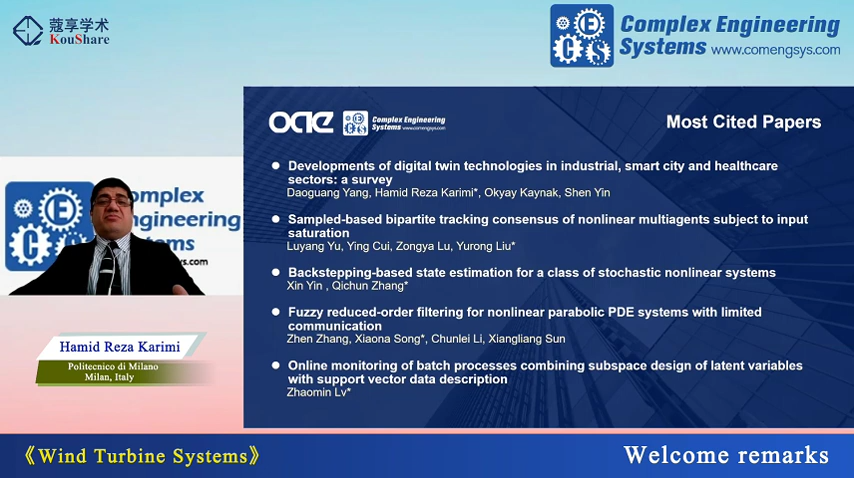 蔻享学术
KouShare
Complex Engineering
Systems www.comengsys.com
C E S
OAE
C E S
Complex Engineering
Systems www.comengsys.com
Most Cited Papers
● Developments of digital twin technologies in industrial, smart city and healthcare
sectors: a survey
Daoguang Yang, Hamid Reza Karimi*, Okyay Kaynak, Shen Yin
● Sampled-based bipartite tracking consensus of nonlinear multiagents subject to input
saturation
Luyang Yu, Ying Cui, Zongya Lu, Yurong Liu*
● Backstepping-based state estimation for a class of stochastic nonlinear systems
Xin Yin , Qichun Zhang*
● Fuzzy reduced-order filtering for nonlinear parabolic PDE systems with limited
communication
Zhen Zhang, Xiaona Song*, Chunlei Li, Xiangliang Sun
● Online monitoring of batch processes combining subspace design of latent variables
with support vector data description
Zhaomin Lv*
C E
omplex
ngineering
ms
s.com
Hamid Reza Karimi
Politecnico di Milano
Milan, Italy
《Wind Turbine Systems》
Welcome remarks